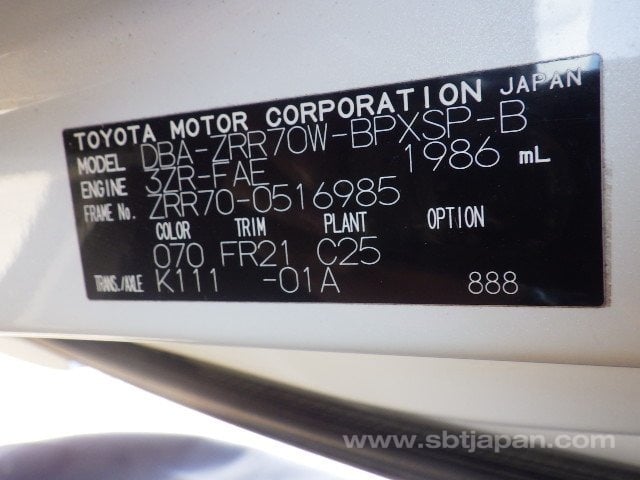 TOYOTA MOTOR CORPORATION JAPAN
MODEL DBA-ZRR70W-BPXSP-B
ENGINE 3ZR-FAE 1986 mL
FRAME No. ZRR70-0516985
COLOR TRIM PLANT OPTION
070 FR21 C25
TRANS./AXLE K111 -01A 888
www.sbtjapan.com